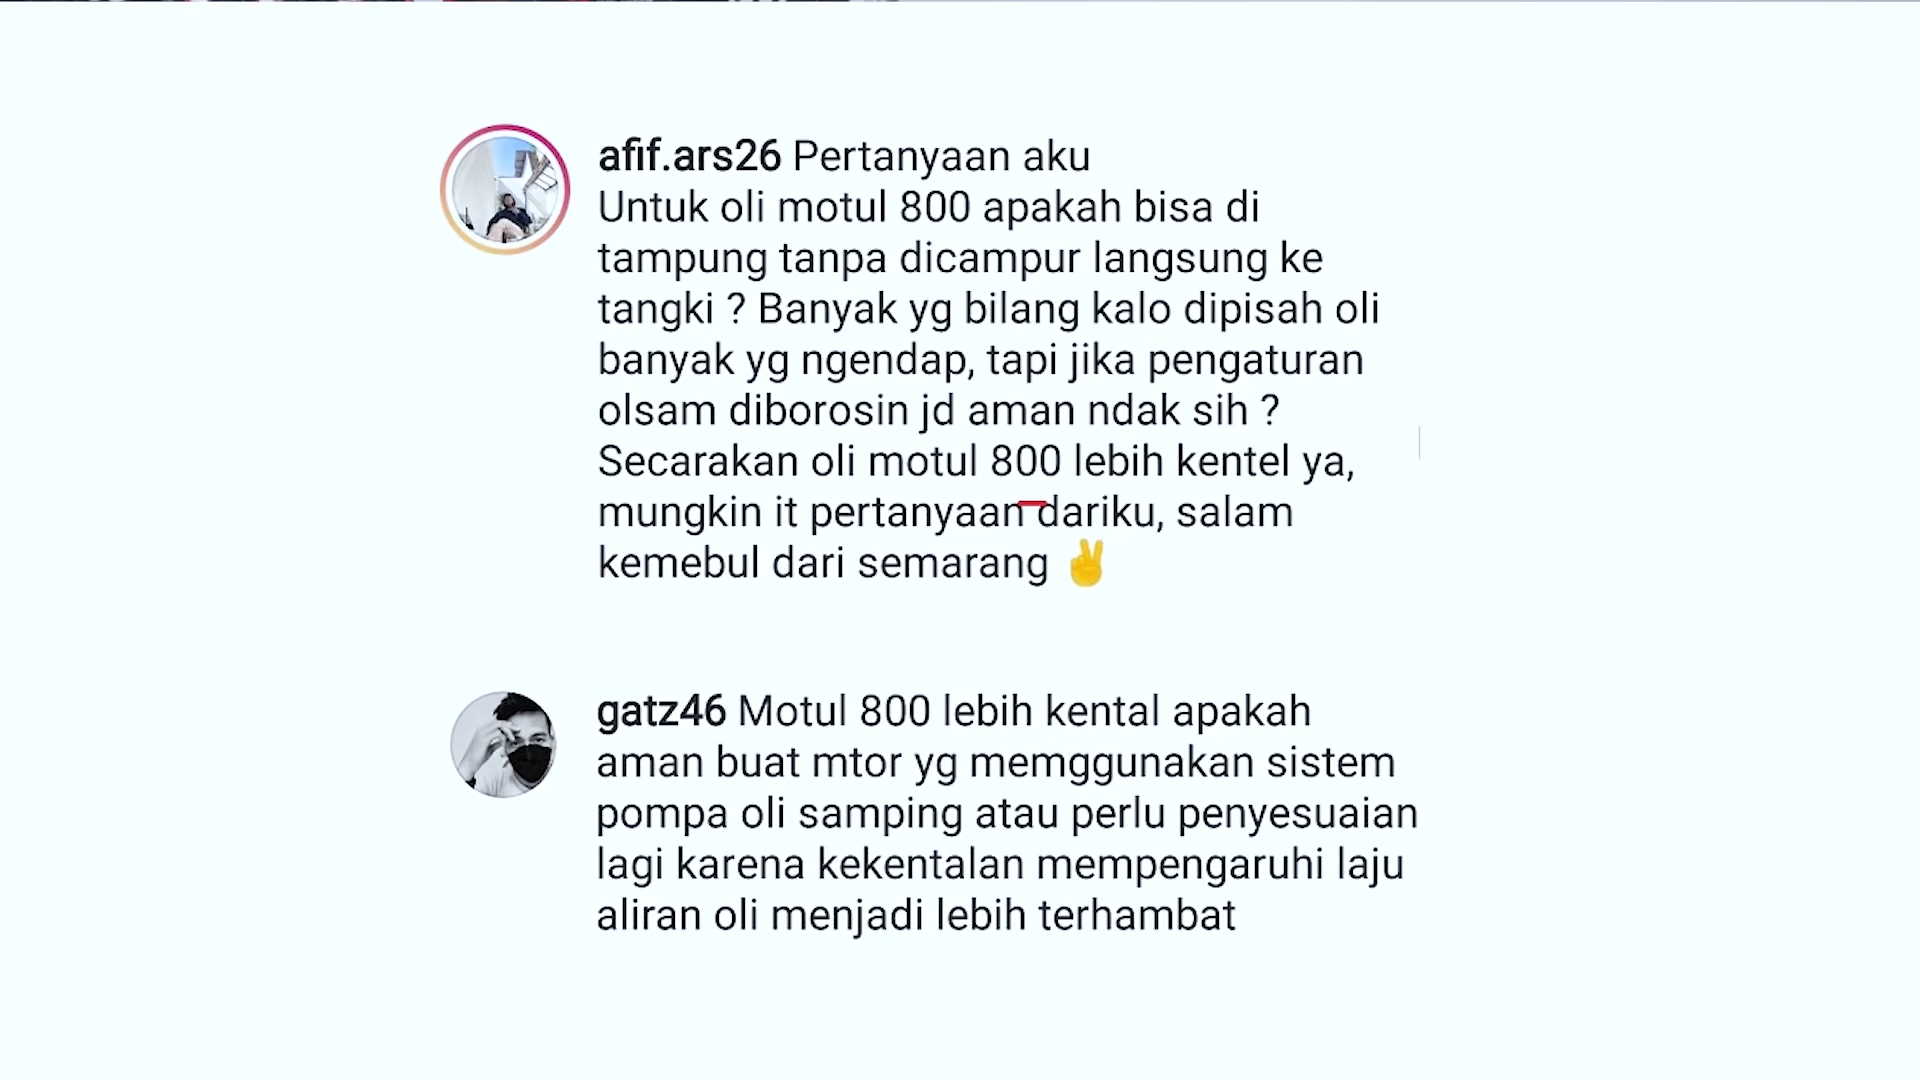 afif.ars26 Pertanyaan aku
Untuk oli motul 800 apakah bisa di
tampung tanpa dicampur langsung ke
tangki ? Banyak yg bilang kalo dipisah oli
banyak yg ngendap, tapi jika pengaturan
olsam diborosin jd aman ndak sih ?
Secarakan oli motul 800 lebih kentel ya,
mungkin it pertanyaan dariku, salam
kemebul dari semarang ✌
gatz46 Motul 800 lebih kental apakah
aman buat mtor yg memggunakan sistem
pompa oli samping atau perlu penyesuaian
lagi karena kekentalan mempengaruhi laju
aliran oli menjadi lebih terhambat